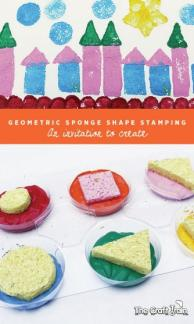 GEOMETRIC SPONGE SHAPE STAMPING
An invitation to create
The Craft Train